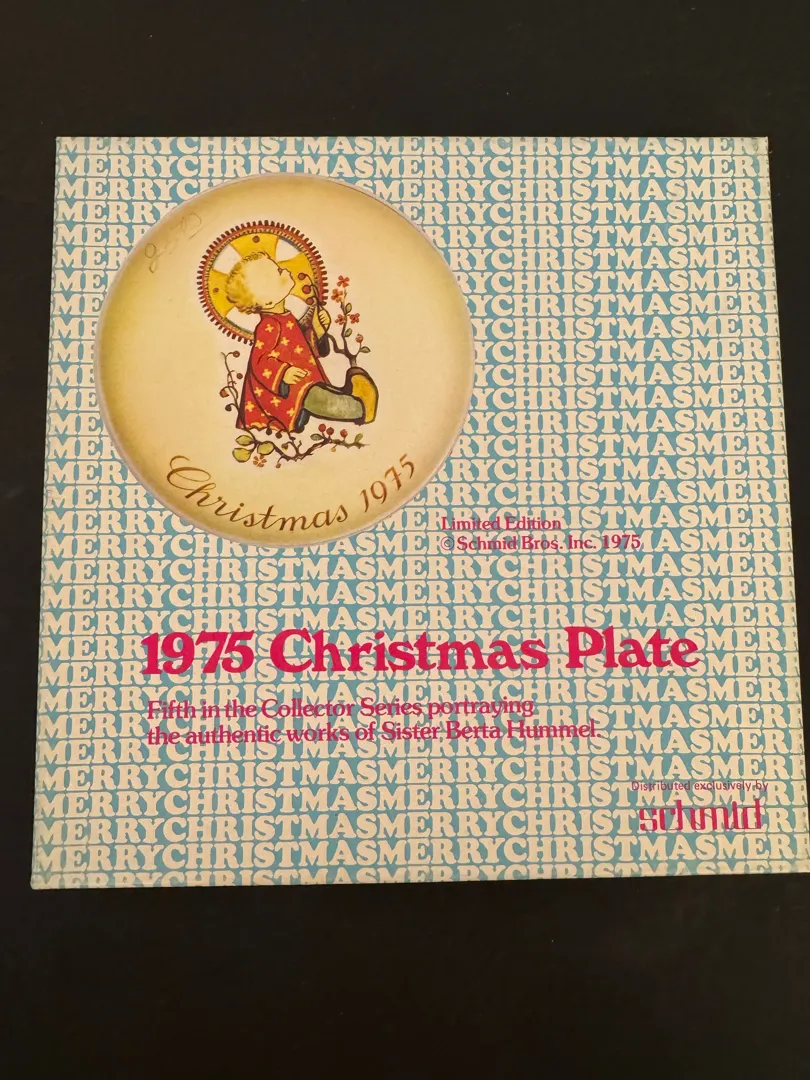 MERRYCHRISTMASMERRYCHRISTMASMER
Christmas 1975
Limited Edition
© Schmid Bros. Inc. 1975
1975 Christmas Plate
Fifth in the Collector Series portraying
the authentic works of Sister Berta Hummel.
Distributed exclusively by
schmid